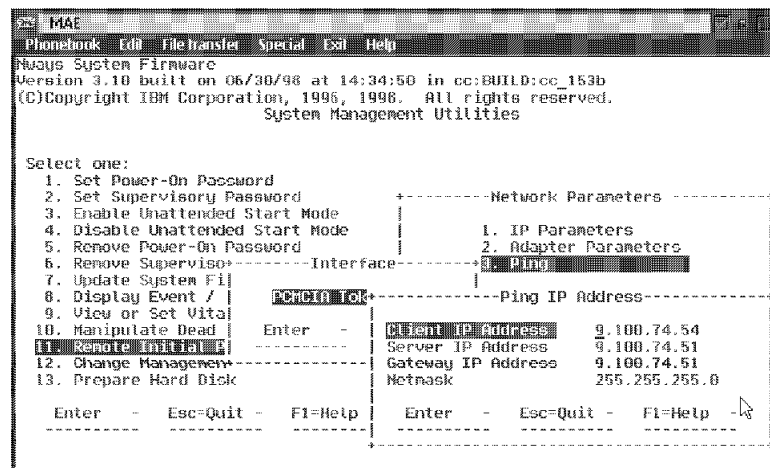 MAE
Phonebook Edit File transfer Special Exit Help
Nways System Firmware
Version 3.10 built on 06/30/98 at 14:34:50 in cc:BUILD:cc_153b
(C)Copyright IBM Corporation, 1996, 1996. All rights reserved.
System Management Utilities
Select one:
1. Set Power-On Password
2. Set Supervisory Password
+---------Network Parameters ---------
3. Enable Unattended Start Mode |
4. Disable Unattended Start Mode | 1. IP Parameters
5. Remove Power-On Password | 2. Adapter Parameters
6. Remove Superviso+--------Interface--------+3. Ping
7. Update System Fi| |
8. Display Event / | PCMCIA Tok+-------------Ping IP Address-------------
9. View or Set Vita| |
10. Manipulate Dead | Enter - | Client IP Address 9.100.74.54
11. Remote Initial P| ---------- | Server IP Address 9.100.74.51
12. Change Management+--------------| Gateway IP Address 9.100.74.51
13. Prepare Hard Disk | Netmask 255.255.255.0
Enter - Esc=Quit - F1=Help | Enter - Esc=Quit - F1=Help -